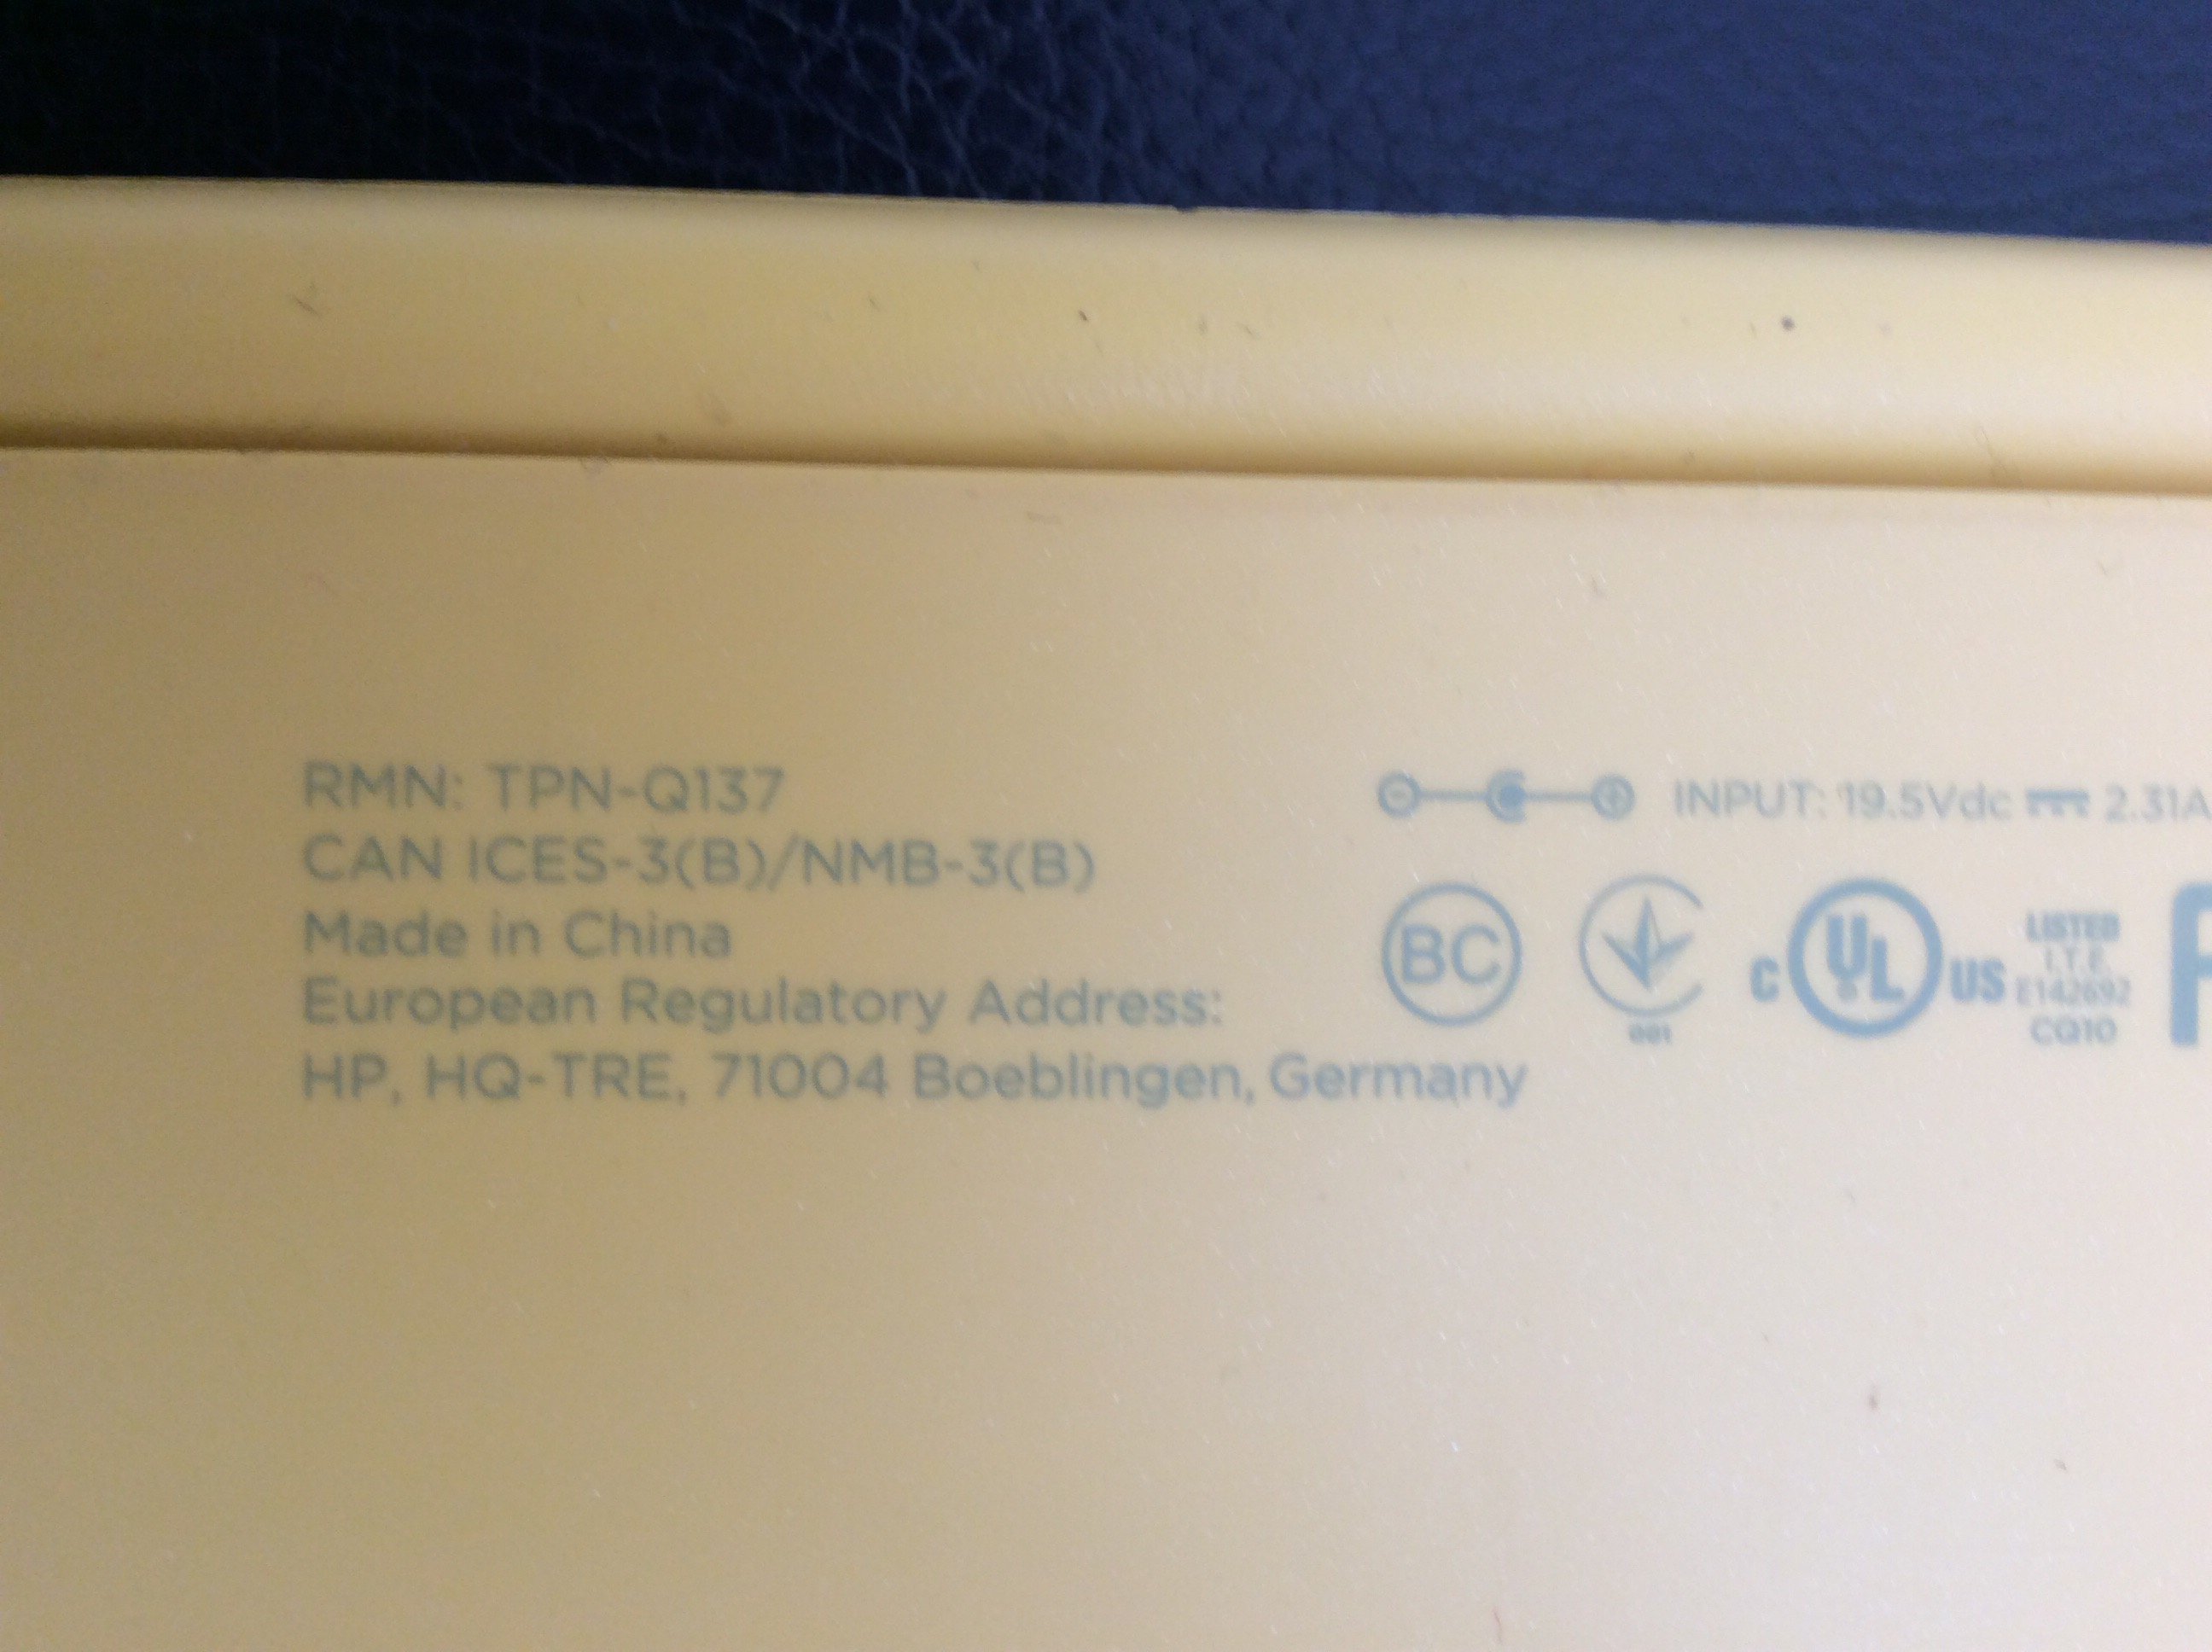 RMN: TPN-Q137
CAN ICES-3(B)/NMB-3(B)
Made in China
European Regulatory Address:
HP, HQ-TRE, 71004 Boeblingen, Germany
INPUT: 19.5Vdc 2.31A
BC
001
C UL US
LISTED
I.T.E.
E142692
CQ10